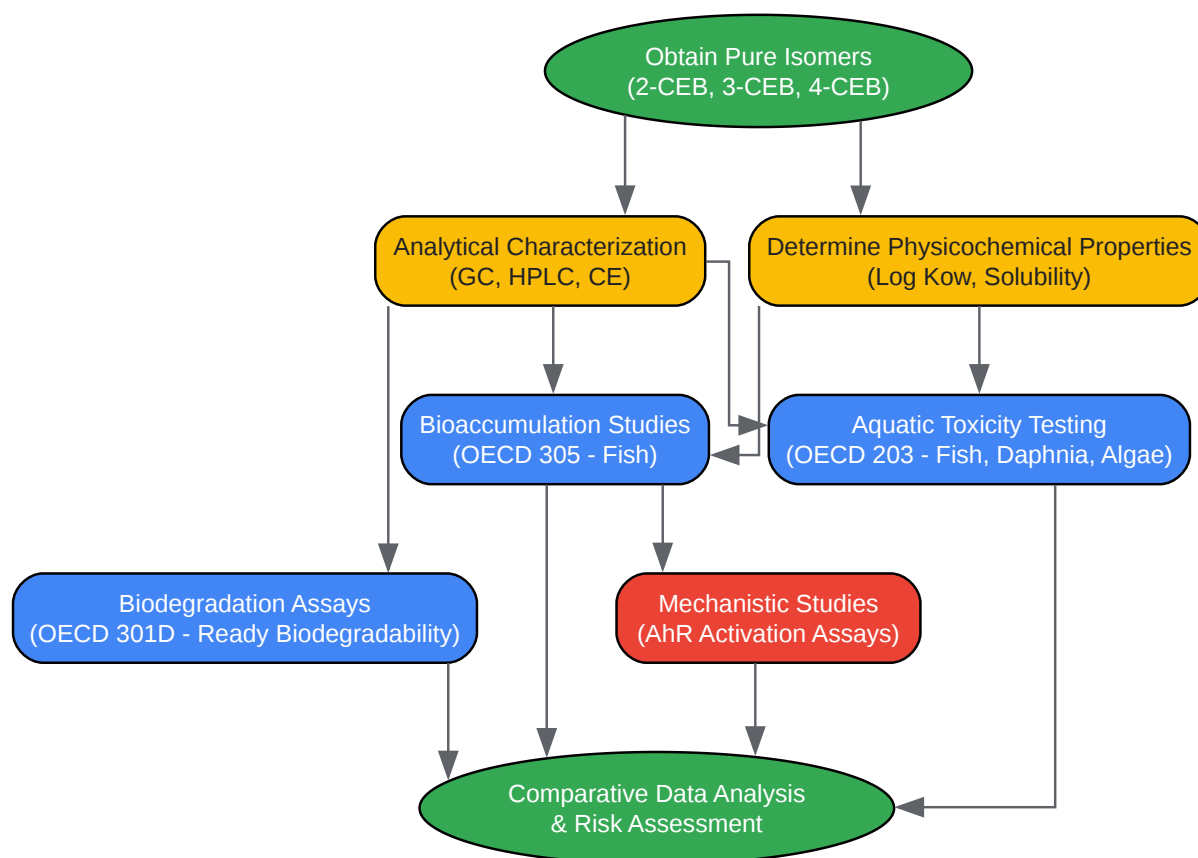 Obtain Pure Isomers
(2-CEB, 3-CEB, 4-CEB)
Analytical Characterization
(GC, HPLC, CE)
Determine Physicochemical Properties
(Log Kow, Solubility)
Bioaccumulation Studies
(OECD 305 - Fish)
Aquatic Toxicity Testing
(OECD 203 - Fish, Daphnia, Algae)
Biodegradation Assays
(OECD 301D - Ready Biodegradability)
Mechanistic Studies
(AhR Activation Assays)
Comparative Data Analysis
& Risk Assessment